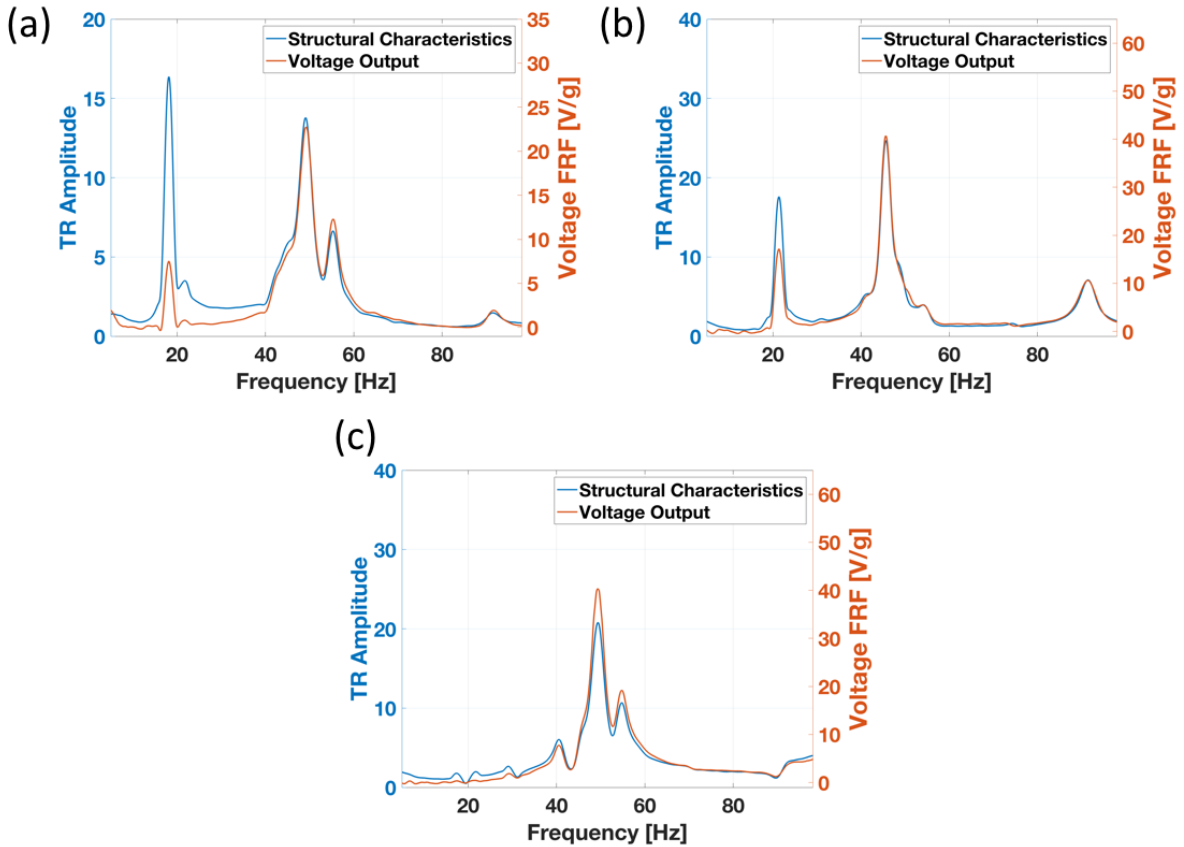 (a)
20
15
10
5
0
TR Amplitude
35
30
25
20
15
10
5
0
Voltage FRF [V/g]
Structural Characteristics
Voltage Output
20
40
60
80
Frequency [Hz]
(b)
40
30
20
10
0
TR Amplitude
60
50
40
30
20
10
0
Voltage FRF [V/g]
Structural Characteristics
Voltage Output
20
40
60
80
Frequency [Hz]
(c)
40
30
20
10
0
TR Amplitude
60
50
40
30
20
10
0
Voltage FRF [V/g]
Structural Characteristics
Voltage Output
20
40
60
80
Frequency [Hz]